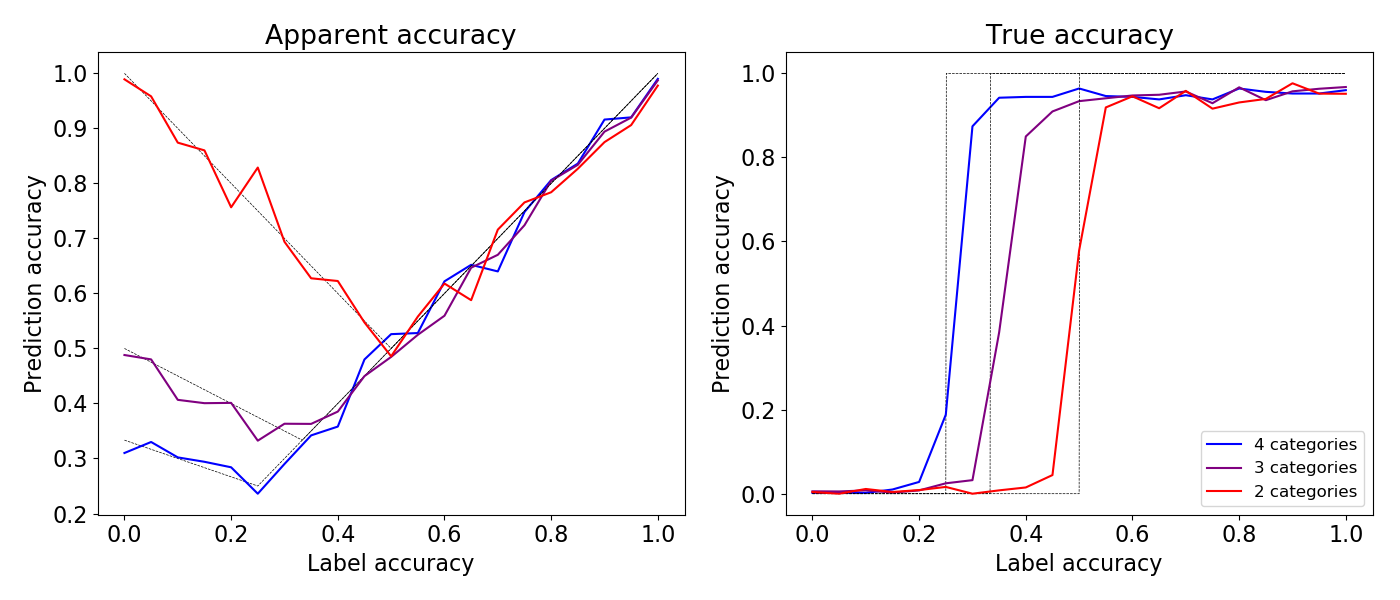 Apparent accuracy
Prediction accuracy
1.0
0.9
0.8
0.7
0.6
0.5
0.4
0.3
0.2
0.0 0.2 0.4 0.6 0.8 1.0
Label accuracy
True accuracy
Prediction accuracy
1.0
0.8
0.6
0.4
0.2
0.0
4 categories
3 categories
2 categories
0.0 0.2 0.4 0.6 0.8 1.0
Label accuracy